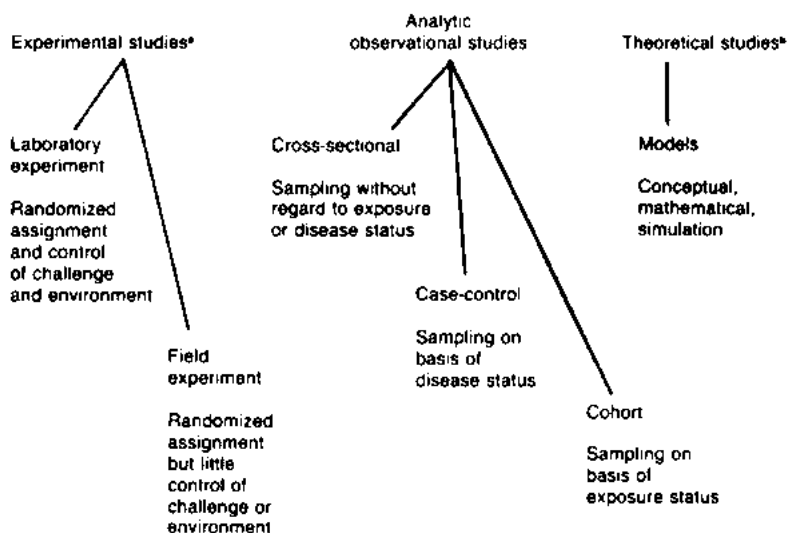 Experimental studiesᵃ
Laboratory
experiment
Randomized
assignment
and control
of challenge
and environment
Field
experiment
Randomized
assignment
but little
control of
challenge or
environment
Analytic
observational studies
Cross-sectional
Sampling without
regard to exposure
or disease status
Case-control
Sampling on
basis of
disease status
Cohort
Sampling on
basis of
exposure status
Theoretical studiesᵇ
Models
Conceptual,
mathematical,
simulation